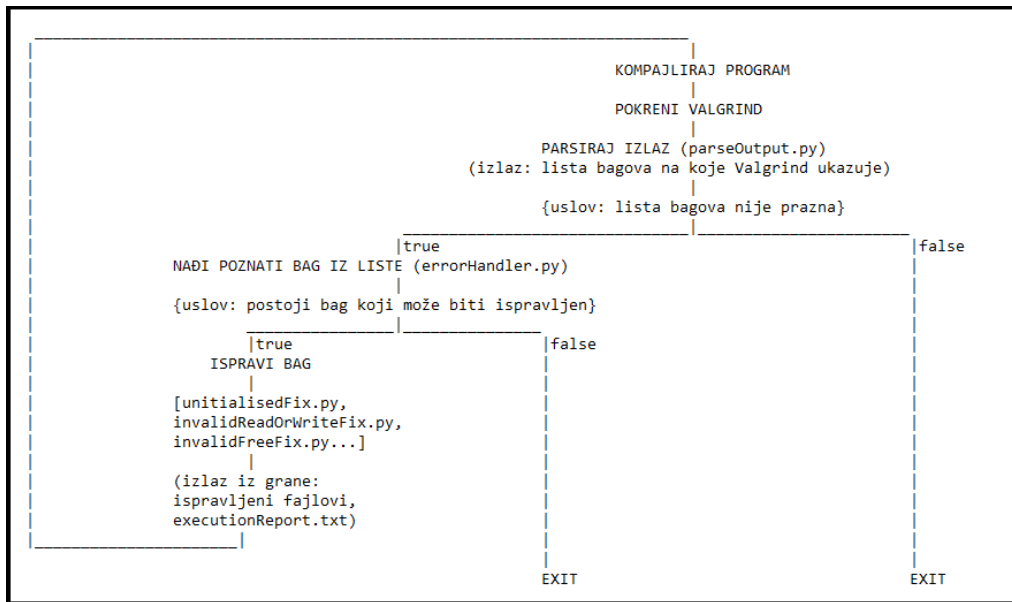 KOMPAJLIRAJ PROGRAM
POKRENI VALGRIND
PARSIRAJ IZLAZ (parseOutput.py)
(izlaz: lista bagova na koje Valgrind ukazuje)
{uslov: lista bagova nije prazna}
true
false
NAĐI POZNATI BAG IZ LISTE (errorHandler.py)
{uslov: postoji bag koji može biti ispravljen}
true
false
ISPRAVI BAG
[unitialisedFix.py,
invalidReadOrWriteFix.py,
invalidFreeFix.py...]
(izlaz iz grane:
ispravljeni fajlovi,
executionReport.txt)
EXIT
EXIT